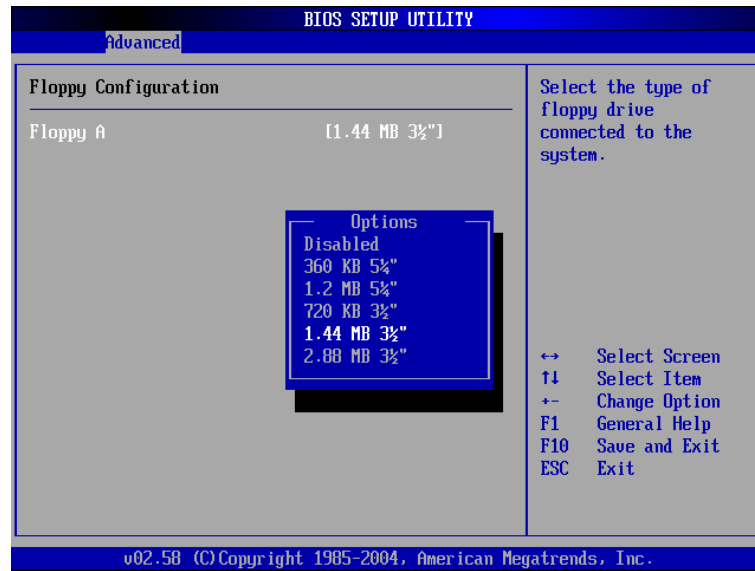 BIOS SETUP UTILITY
Advanced
Floppy Configuration
Floppy A [1.44 MB 3½"]
Options
Disabled
360 KB 5¼"
1.2 MB 5¼"
720 KB 3½"
1.44 MB 3½"
2.88 MB 3½"
Select the type of
floppy drive
connected to the
system.
↔ Select Screen
↑↓ Select Item
+- Change Option
F1 General Help
F10 Save and Exit
ESC Exit
v02.58 (C)Copyright 1985-2004, American Megatrends, Inc.